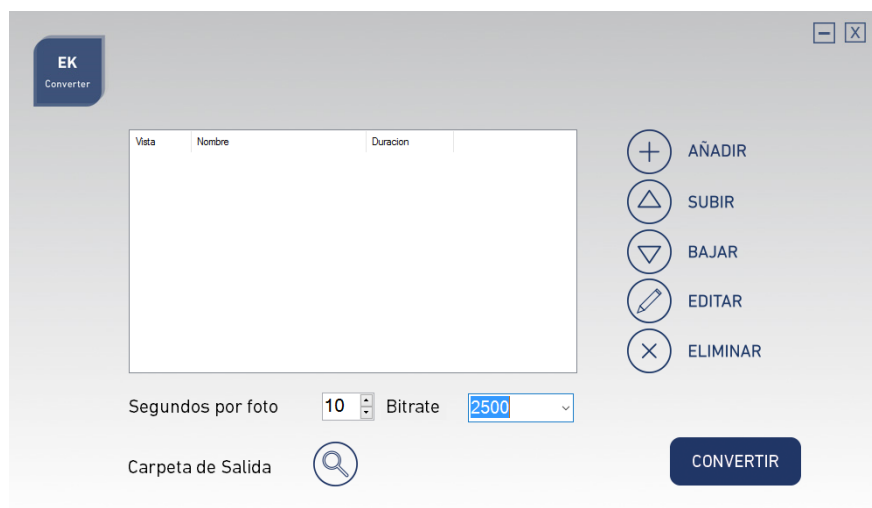 X
EK
Converter
Vista Nombre Duracion
AÑADIR
SUBIR
BAJAR
EDITAR
ELIMINAR
Segundos por foto 10 Bitrate 2500
Carpeta de Salida
CONVERTIR